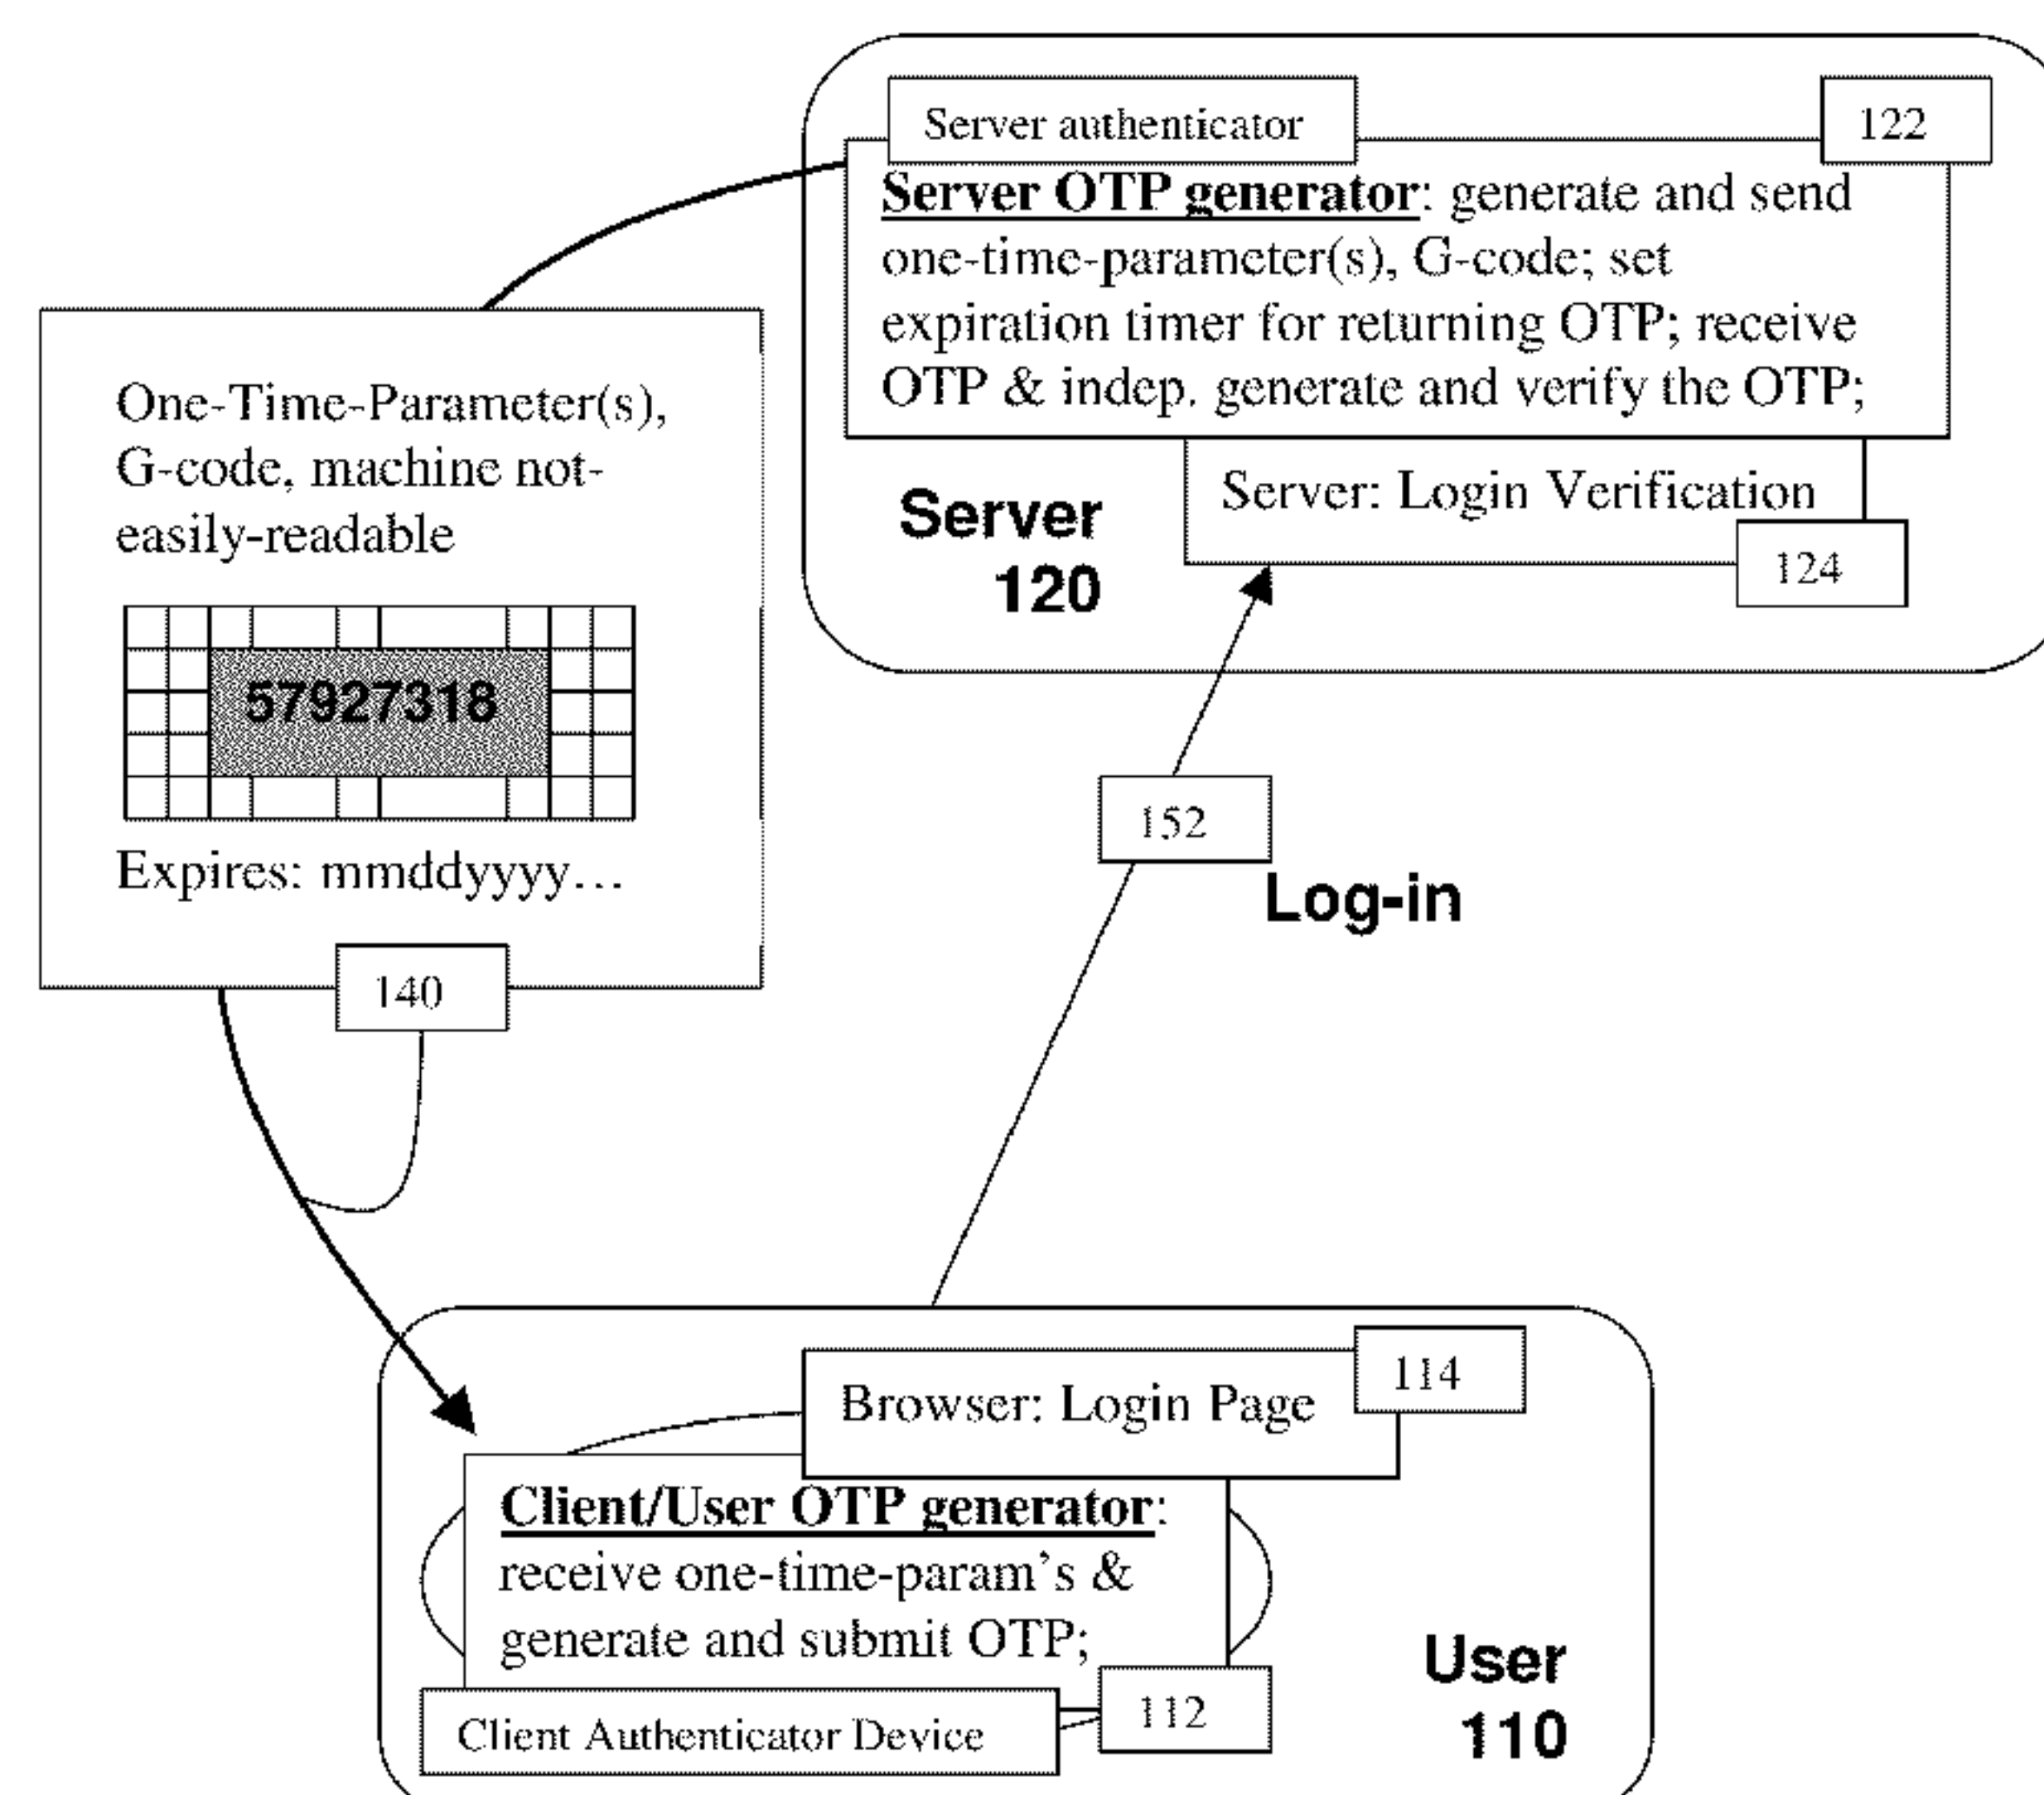 Server authenticator
122
Server OTP generator: generate and send
one-time-parameter(s), G-code; set
expiration timer for returning OTP; receive
OTP & indep. generate and verify the OTP;
Server: Login Verification
124
Server
120
One-Time-Parameter(s),
G-code, machine not-
easily-readable
57927318
Expires: mmddyyyy...
140
152
Log-in
114
Browser: Login Page
Client/User OTP generator:
receive one-time-param's &
generate and submit OTP;
112
Client Authenticator Device
User
110